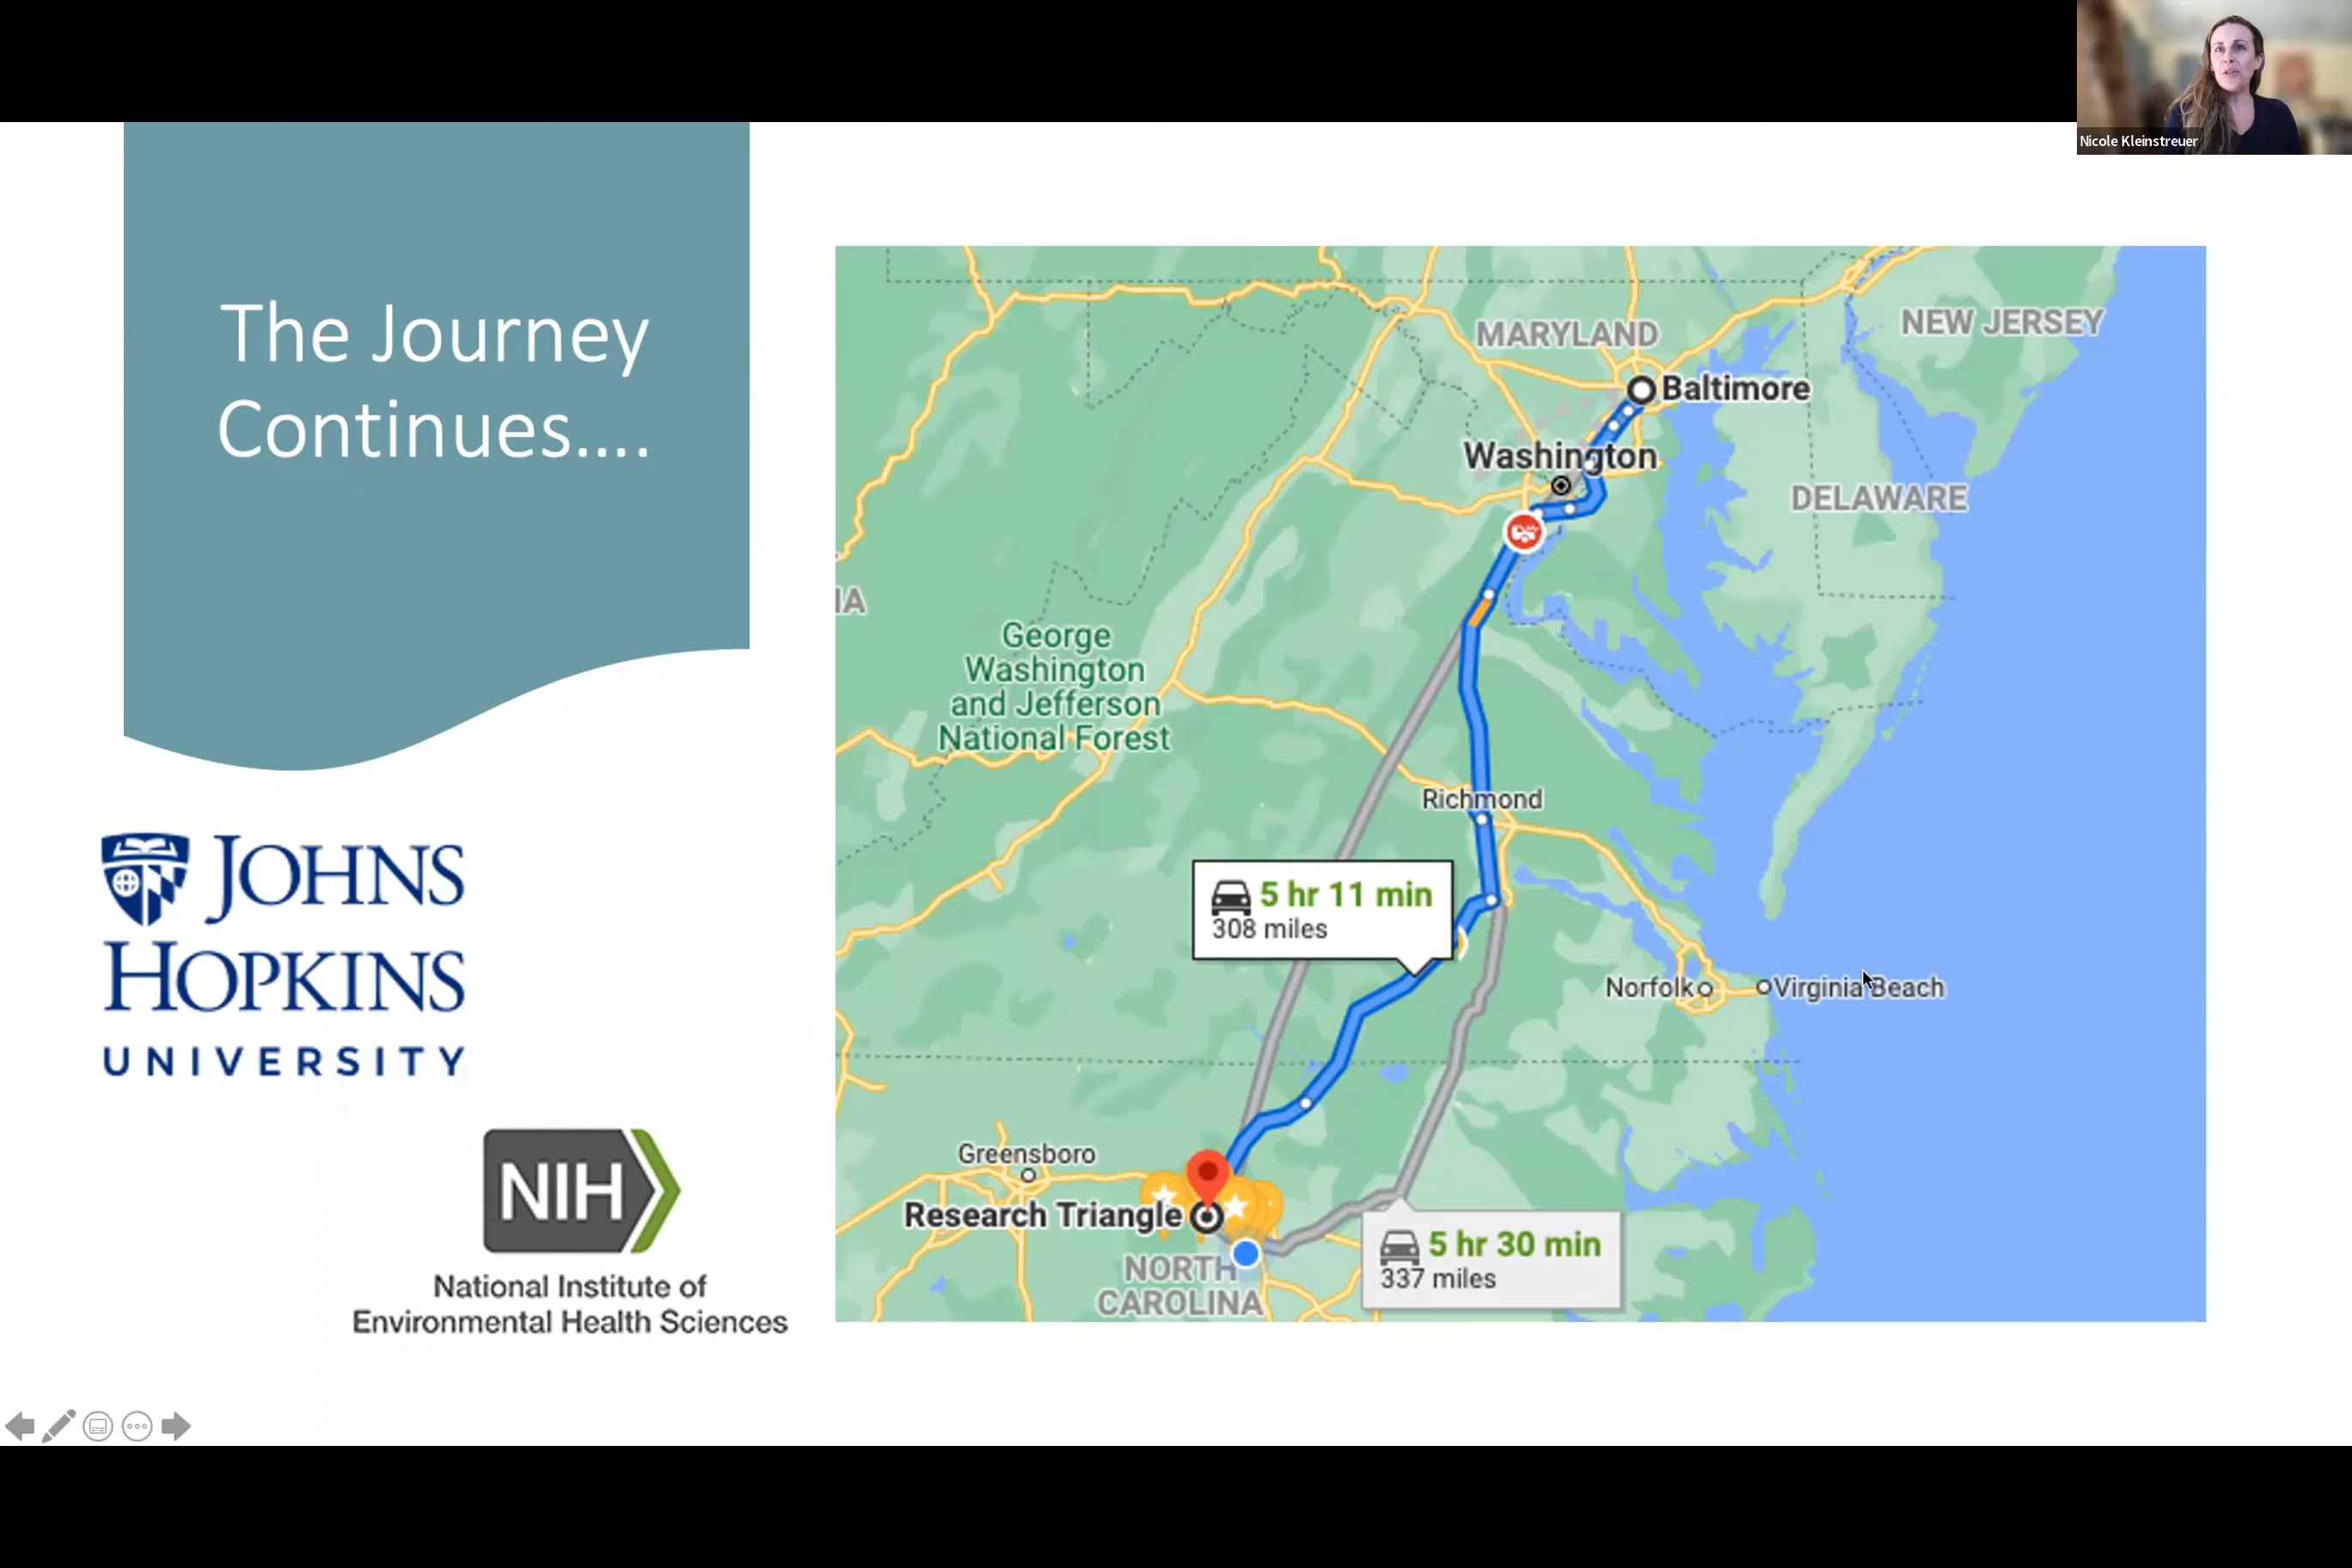 Nicole Kleinstreuer
The Journey
Continues....
JOHNS
HOPKINS
UNIVERSITY
NIH
National Institute of
Environmental Health Sciences
MARYLAND
NEW JERSEY
Baltimore
Washington
DELAWARE
IA
George
Washington
and Jefferson
National Forest
Richmond
5 hr 11 min
308 miles
Norfolk
Virginia Beach
Greensboro
Research Triangle
5 hr 30 min
337 miles
NORTH
CAROLINA